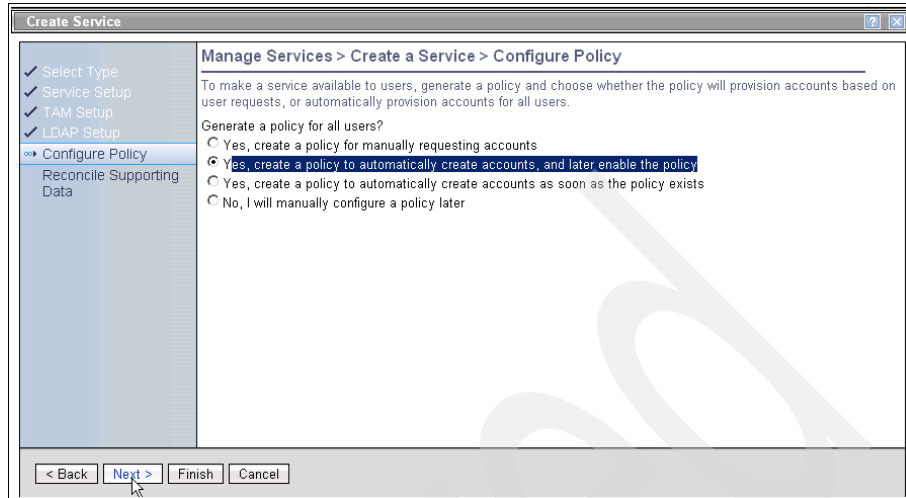 Create Service
?
Manage Services > Create a Service > Configure Policy
Select Type
Service Setup
TAM Setup
LDAP Setup
Configure Policy
Reconcile Supporting
Data
To make a service available to users, generate a policy and choose whether the policy will provision accounts based on
user requests, or automatically provision accounts for all users.
Generate a policy for all users?
Yes, create a policy for manually requesting accounts
Yes, create a policy to automatically create accounts, and later enable the policy
Yes, create a policy to automatically create accounts as soon as the policy exists
No, I will manually configure a policy later
< Back
Next >
Finish
Cancel